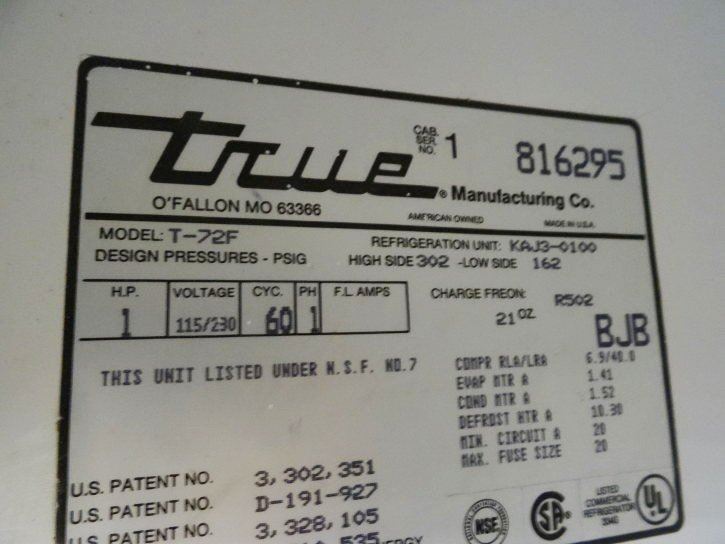 true ® Manufacturing Co.
CAB. SER. NO. 1 816295
O'FALLON MO 63366
AMERICAN OWNED MADE IN U.S.A.
MODEL: T-72F REFRIGERATION UNIT: KAJ3-0100
DESIGN PRESSURES - PSIG HIGH SIDE 302 -LOW SIDE 162
H.P. VOLTAGE CYC. PH F.L. AMPS
1 115/230 60 1
CHARGE FREON: R502
21 OZ.
BJB
THIS UNIT LISTED UNDER N.S.F. NO.7
COMPR RLA/LRA 6.9/40.0
EVAP MTR A 1.41
COND MTR A 1.52
DEFROST HTR A 10.30
MIN. CIRCUIT A 20
MAX. FUSE SIZE 20
U.S. PATENT NO. 3,302,351
U.S. PATENT NO. D-191-927
U.S. PATENT NO. 3,328,105
535
NSF
SA®
LISTED
COMMERCIAL
REFRIGERATOR
394G
UL